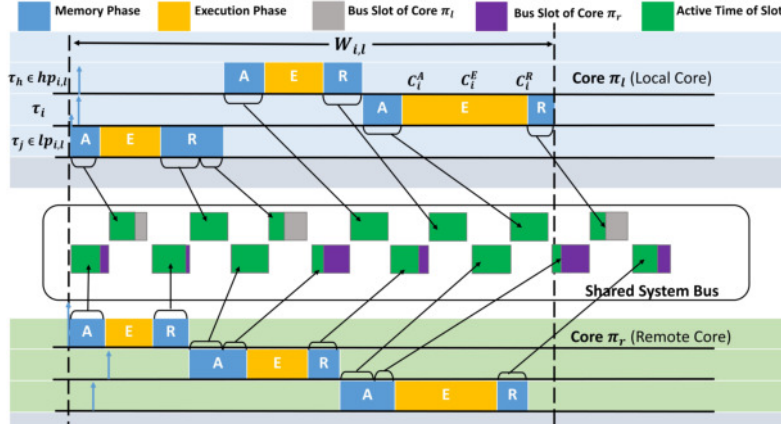 Memory Phase Execution Phase Bus Slot of Core π_l Bus Slot of Core π_r Active Time of Slot
W_{i,l}
τ_h ∈ hp_{i,l} A E R C_i^A C_i^E C_i^R Core π_l (Local Core)
τ_i A E R
τ_j ∈ lp_{i,l} A E R
Shared System Bus
A E R Core π_r (Remote Core)
A E R
A E R